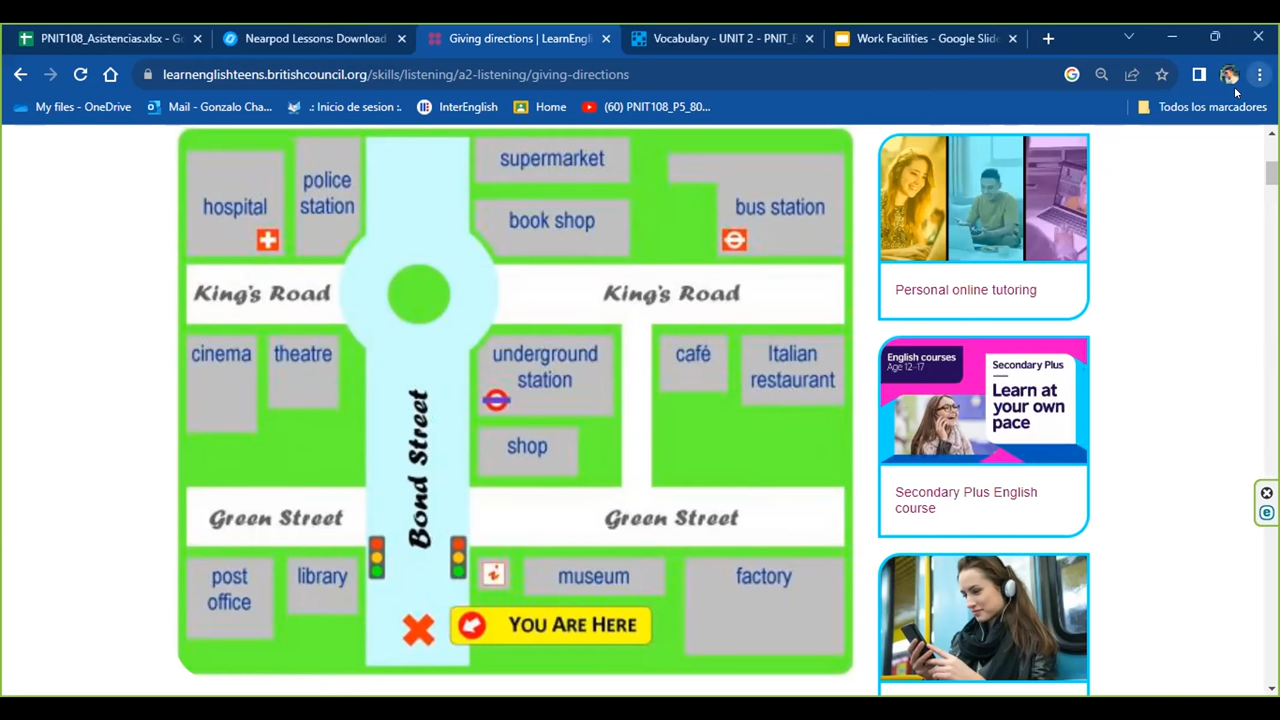 PNIT108_Asistencias.xlsx - Go
Nearpod Lessons: Download
Giving directions | LearnEngli
Vocabulary - UNIT 2 - PNIT_E
Work Facilities - Google Slide
learnenglishteens.britishcouncil.org/skills/listening/a2-listening/giving-directions
My files - OneDrive
Mail - Gonzalo Cha...
.: Inicio de sesion :.
InterEnglish
Home
(60) PNIT108_P5_80...
Todos los marcadores
hospital
police
station
supermarket
book shop
bus station
King's Road
King's Road
cinema
theatre
underground
station
café
Italian
restaurant
shop
Bond Street
Green Street
Green Street
post
office
library
i
museum
factory
YOU ARE HERE
Personal online tutoring
English courses
Age 12–17
Secondary Plus
Learn at
your own
pace
Secondary Plus English
course